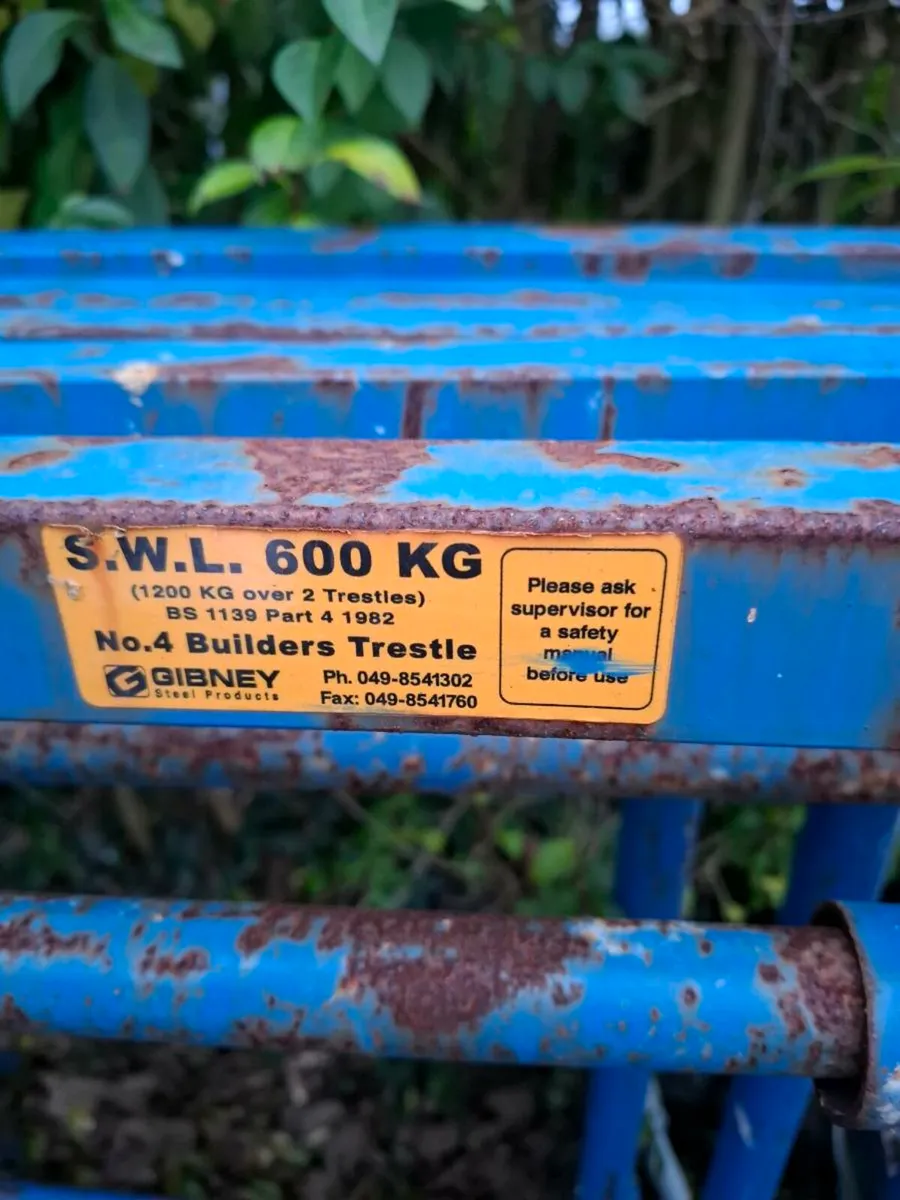 S.W.L. 600 KG
(1200 KG over 2 Trestles)
BS 1139 Part 4 1982
No.4 Builders Trestle
GIBNEY
Steel Products
Ph. 049-8541302
Fax: 049-8541760
Please ask
supervisor for
a safety
manual
before use